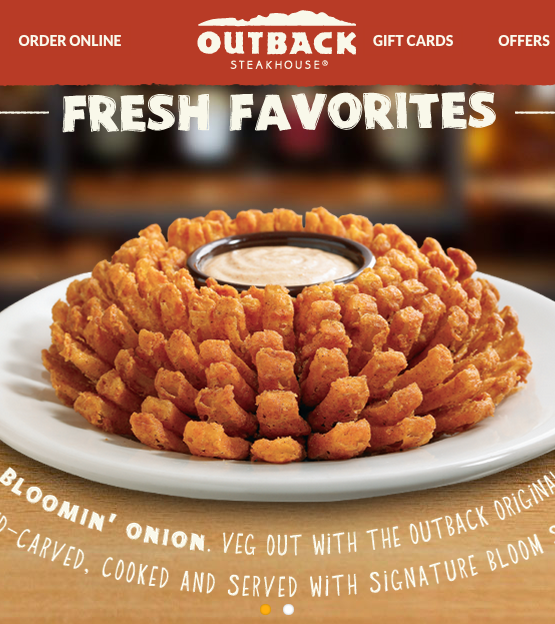 ORDER ONLINE
OUTBACK
STEAKHOUSE®
GIFT CARDS
OFFERS
FRESH FAVORITES
BLOOMIN' ONION. VEG OUT WITH THE OUTBACK ORIGINA
D-CARVED, COOKED AND SERVED WITH SIGNATURE BLOOM S